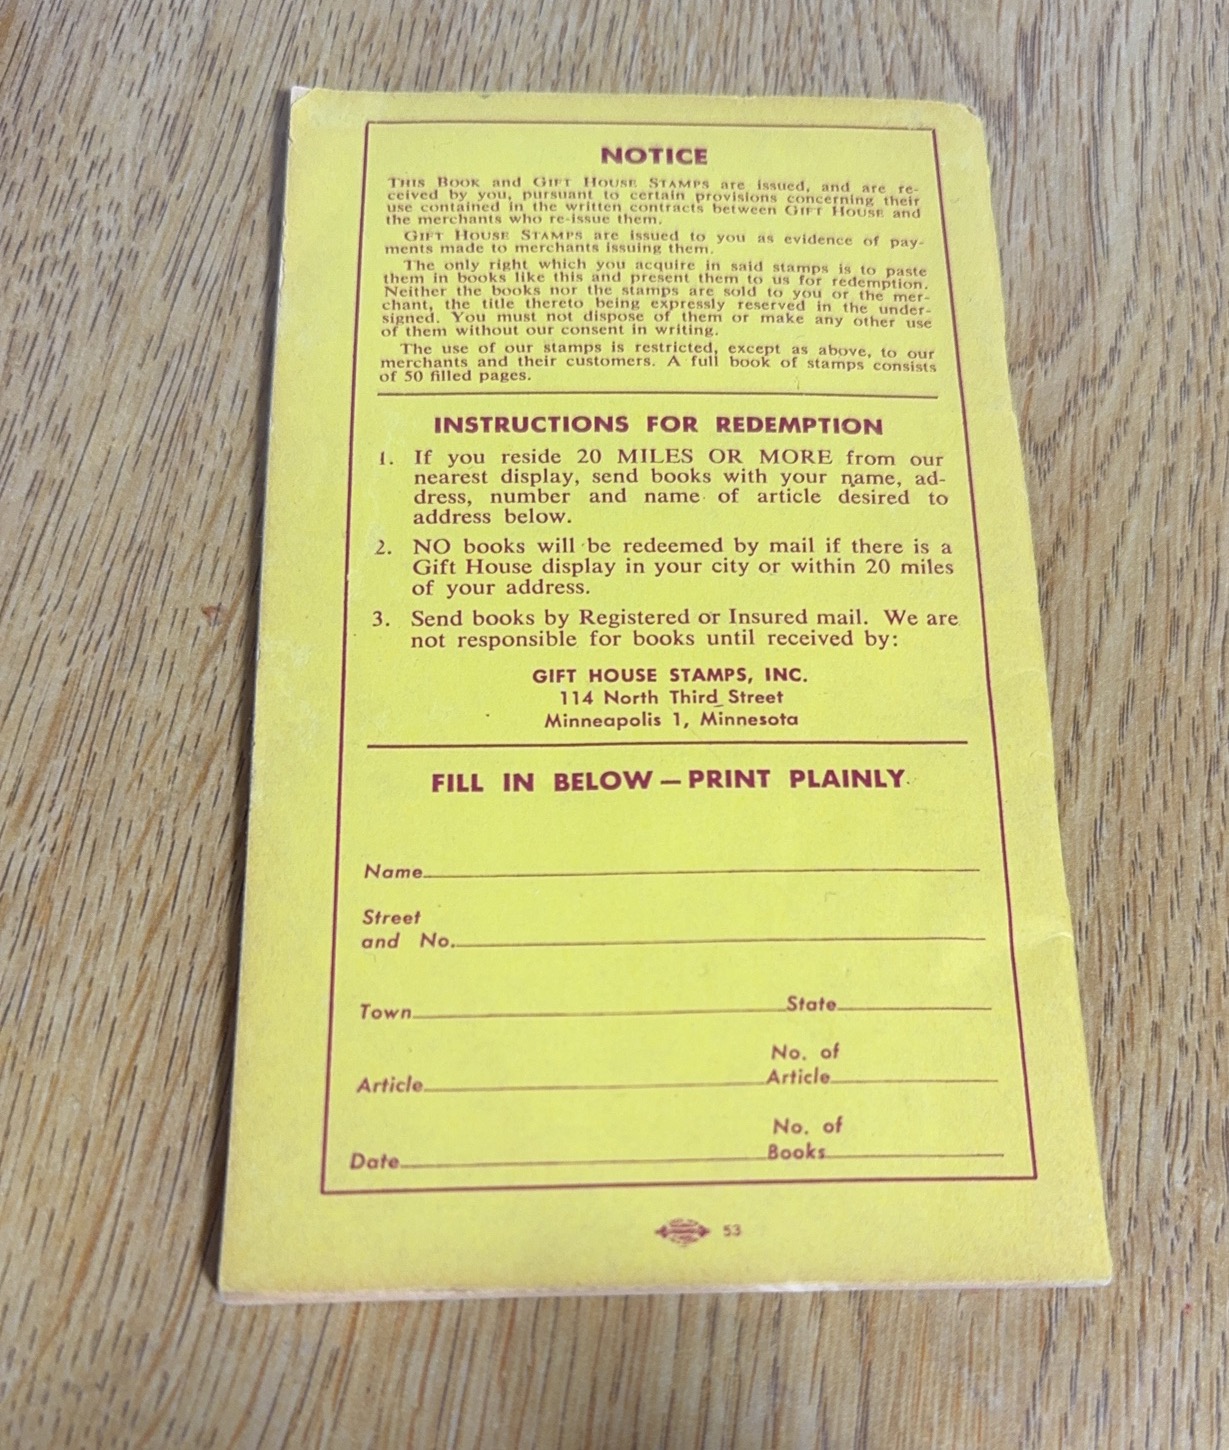 NOTICE
THIS BOOK and GIFT HOUSE STAMPS are issued, and are re-
ceived by you, pursuant to certain provisions concerning their
use contained in the written contracts between GIFT HOUSE and
the merchants who re-issue them.
GIFT HOUSE STAMPS are issued to you as evidence of pay-
ments made to merchants issuing them.
The only right which you acquire in said stamps is to paste
them in books like this and present them to us for redemption.
Neither the books nor the stamps are sold to you or the mer-
chant, the title thereto being expressly reserved in the under-
signed. You must not dispose of them or make any other use
of them without our consent in writing.
The use of our stamps is restricted, except as above, to our
merchants and their customers. A full book of stamps consists
of 50 filled pages.
INSTRUCTIONS FOR REDEMPTION
1. If you reside 20 MILES OR MORE from our
nearest display, send books with your name, ad-
dress, number and name of article desired to
address below.
2. NO books will be redeemed by mail if there is a
Gift House display in your city or within 20 miles
of your address.
3. Send books by Registered or Insured mail. We are
not responsible for books until received by:
GIFT HOUSE STAMPS, INC.
114 North Third Street
Minneapolis 1, Minnesota
FILL IN BELOW — PRINT PLAINLY
Name
Street
and No.
Town State
No. of
Article Article
No. of
Date Books
53